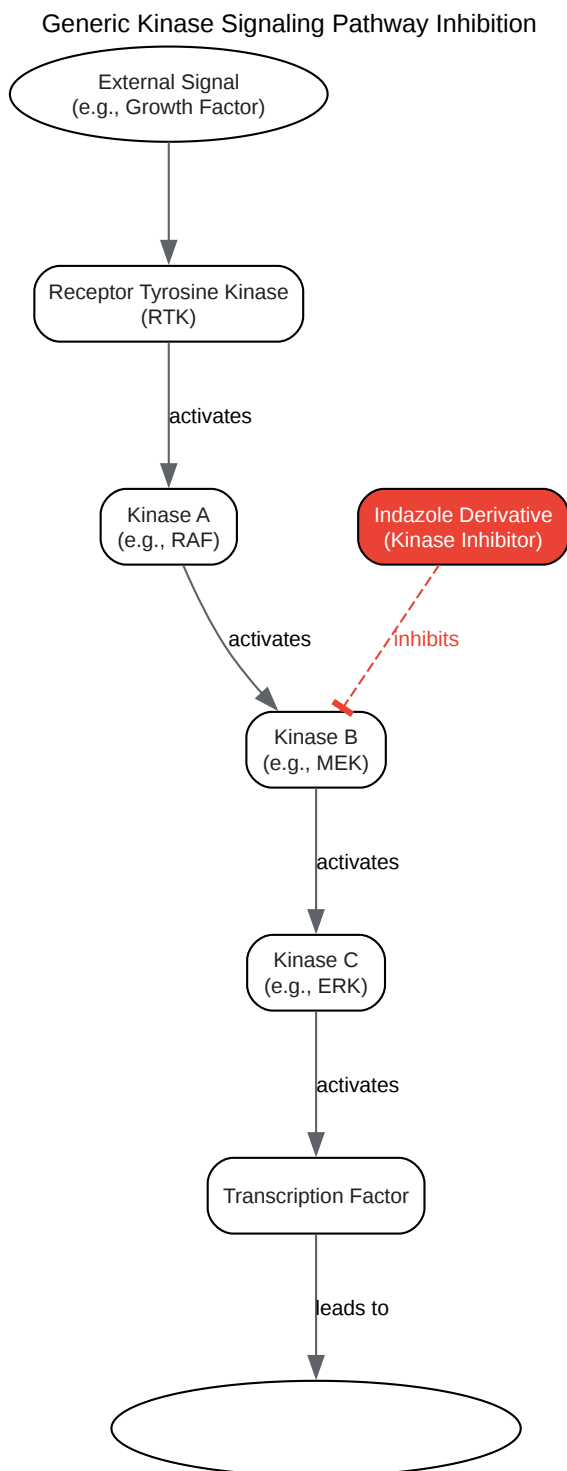 Generic Kinase Signaling Pathway Inhibition
External Signal
(e.g., Growth Factor)
Receptor Tyrosine Kinase
(RTK)
activates
Kinase A
(e.g., RAF)
Indazole Derivative
(Kinase Inhibitor)
activates
inhibits
Kinase B
(e.g., MEK)
activates
Kinase C
(e.g., ERK)
activates
Transcription Factor
leads to